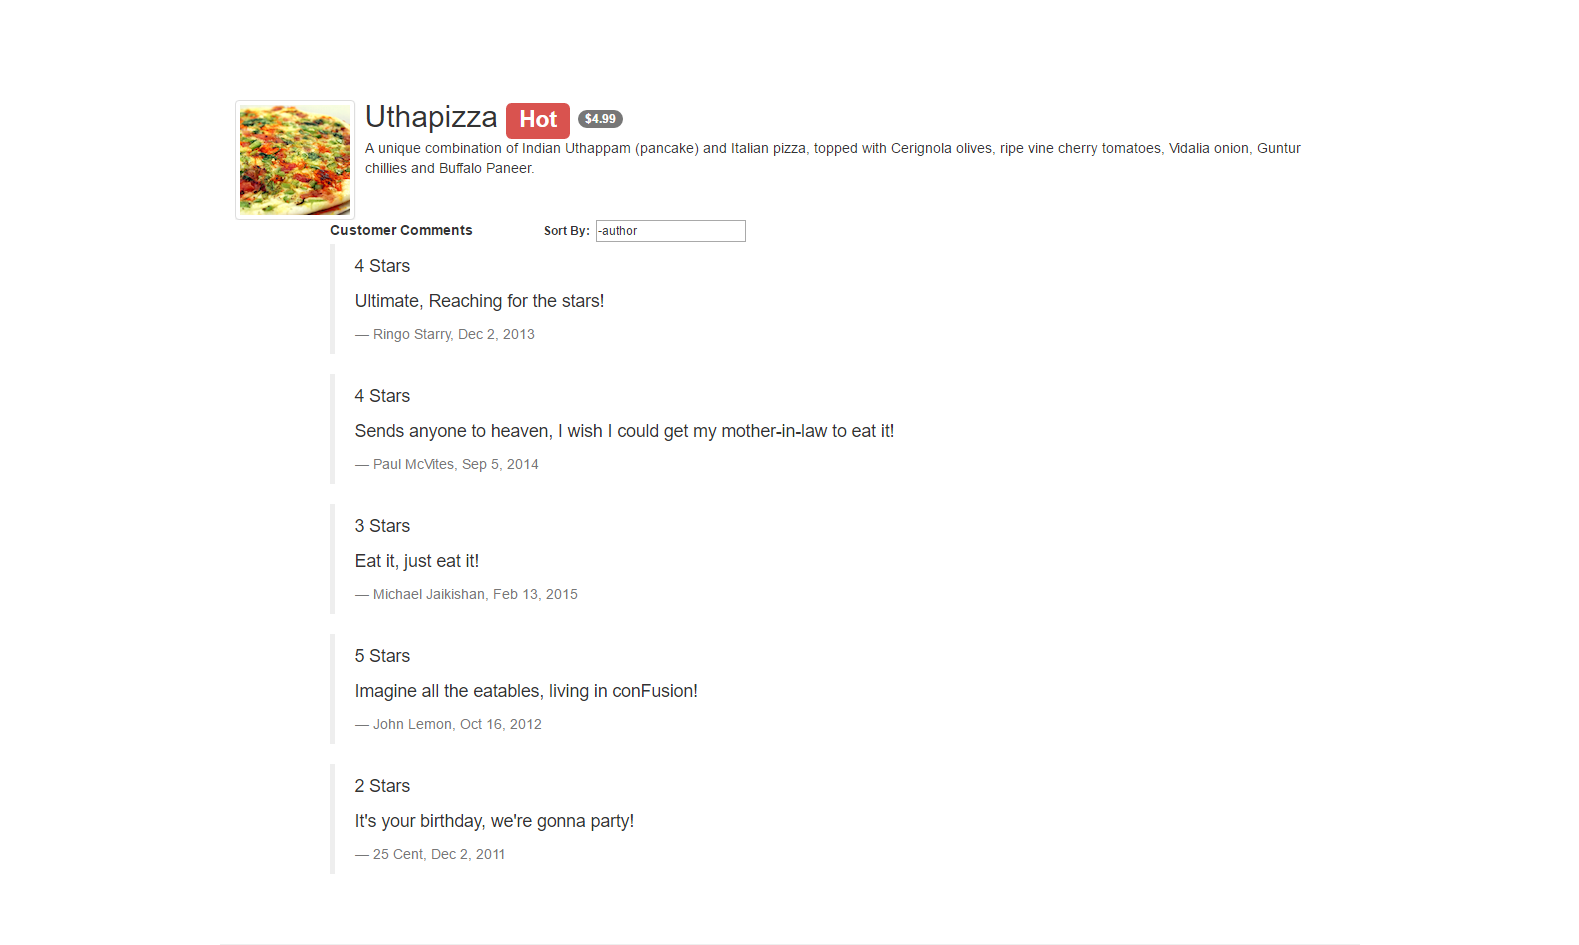 Uthapizza Hot $4.99
A unique combination of Indian Uthappam (pancake) and Italian pizza, topped with Cerignola olives, ripe vine cherry tomatoes, Vidalia onion, Guntur
chillies and Buffalo Paneer.
Customer Comments Sort By: -author
4 Stars
Ultimate, Reaching for the stars!
— Ringo Starry, Dec 2, 2013
4 Stars
Sends anyone to heaven, I wish I could get my mother-in-law to eat it!
— Paul McVites, Sep 5, 2014
3 Stars
Eat it, just eat it!
— Michael Jaikishan, Feb 13, 2015
5 Stars
Imagine all the eatables, living in conFusion!
— John Lemon, Oct 16, 2012
2 Stars
It's your birthday, we're gonna party!
— 25 Cent, Dec 2, 2011